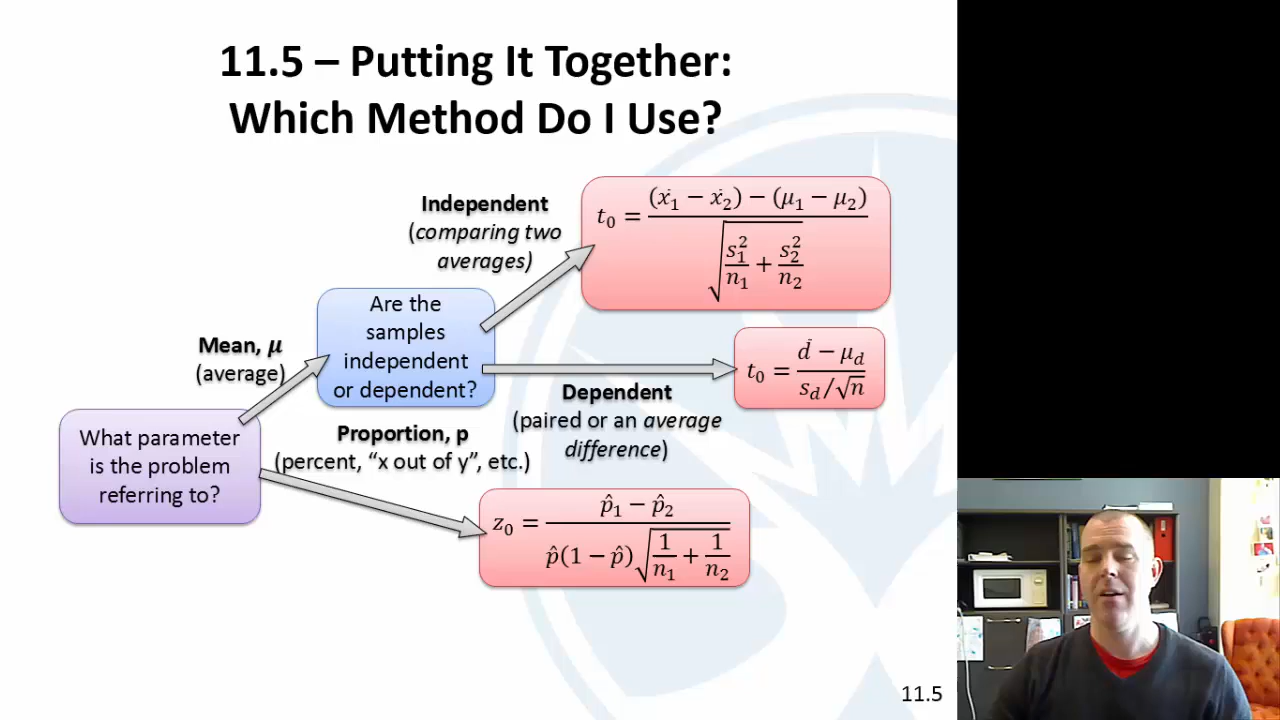 11.5 – Putting It Together:
Which Method Do I Use?
Independent
(comparing two
averages)
t₀ = ((ẋ₁ − ẋ₂) − (μ₁ − μ₂)) / √(s₁²/n₁ + s₂²/n₂)
Are the
samples
independent
or dependent?
Mean, μ
(average)
t₀ = (ḋ − μ_d) / (s_d/√n)
Dependent
(paired or an average
difference)
What parameter
is the problem
referring to?
Proportion, p
(percent, “x out of y”, etc.)
z₀ = (p̂₁ − p̂₂) / (p̂(1 − p̂)√(1/n₁ + 1/n₂))
11.5